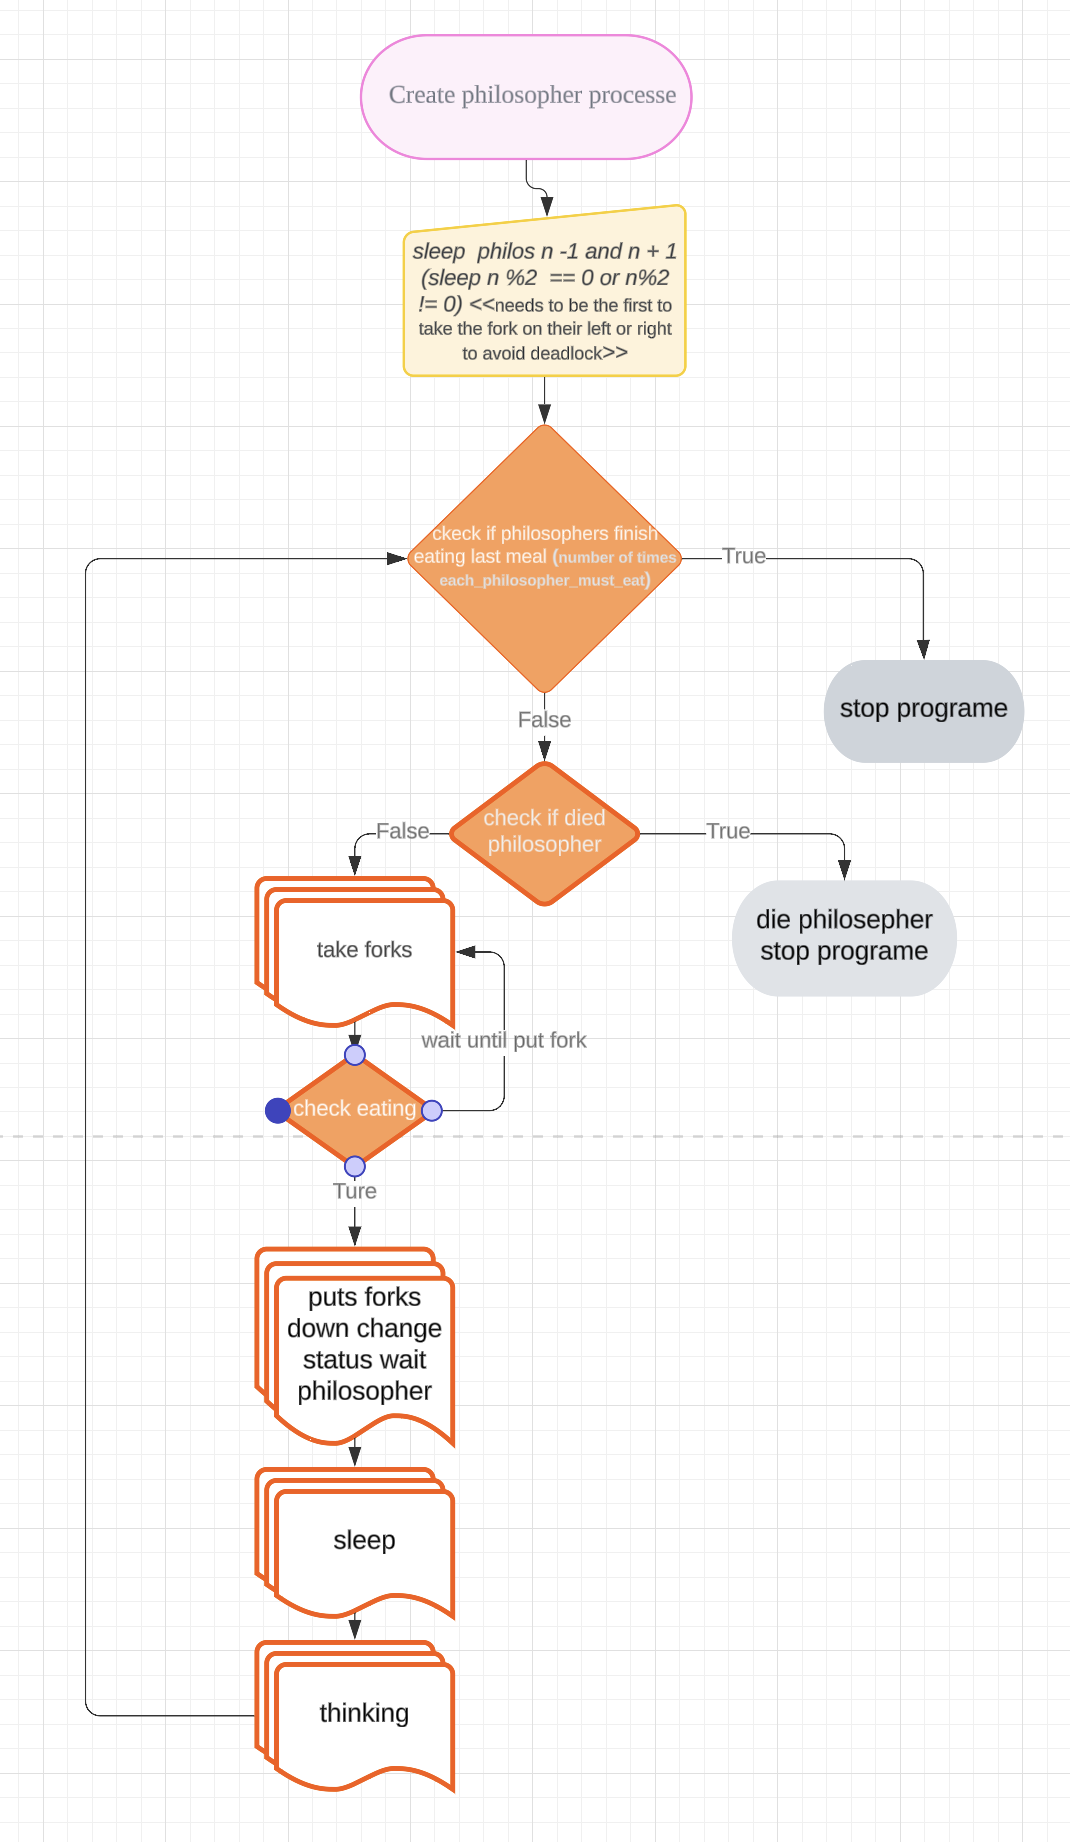 Create philosopher processe
sleep  philos n -1 and n + 1
(sleep n %2  == 0 or n%2
!= 0) <<needs to be the first to
take the fork on their left or right
to avoid deadlock>>
ckeck if philosophers finish
eating last meal (number of times
each_philosopher_must_eat)
True
stop programe
False
check if died
philosopher
False
True
take forks
die philosepher
stop programe
wait until put fork
check eating
Ture
puts forks
down change
status wait
philosopher
sleep
thinking